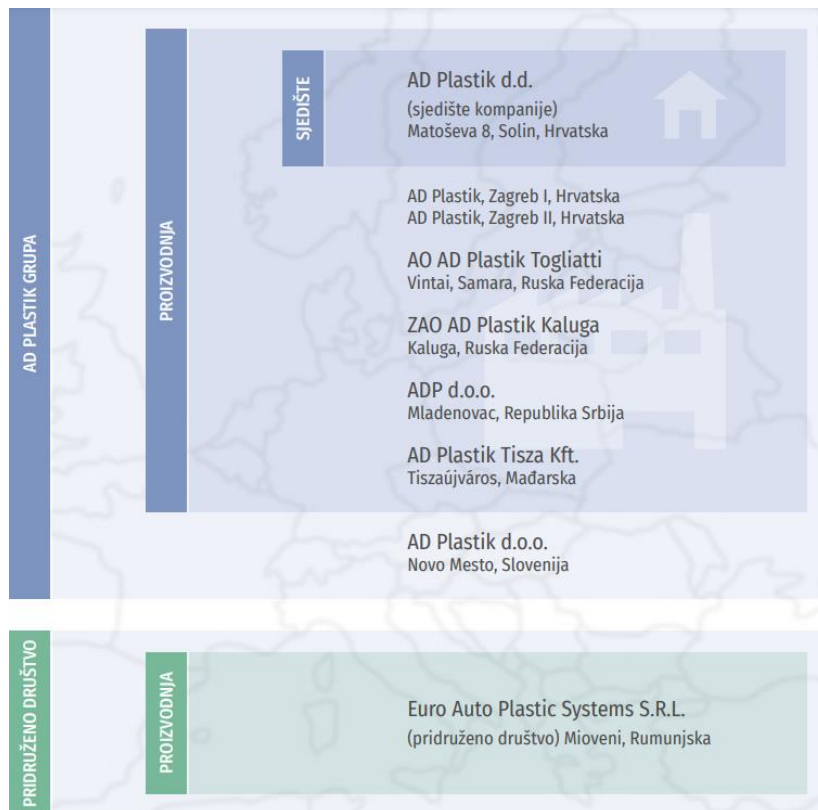 AD PLASTIK GRUPA
PROIZVODNJA
SJEDIŠTE
AD Plastik d.d.
(sjedište kompanije)
Matoševa 8, Solin, Hrvatska
AD Plastik, Zagreb I, Hrvatska
AD Plastik, Zagreb II, Hrvatska
AO AD Plastik Togliatti
Vintai, Samara, Ruska Federacija
ZAO AD Plastik Kaluga
Kaluga, Ruska Federacija
ADP d.o.o.
Mladenovac, Republika Srbija
AD Plastik Tisza Kft.
Tiszaújváros, Mađarska
AD Plastik d.o.o.
Novo Mesto, Slovenija
PRIDRUŽENO DRUŠTVO
PROIZVODNJA
Euro Auto Plastic Systems S.R.L.
(pridruženo društvo) Mioveni, Rumunjska